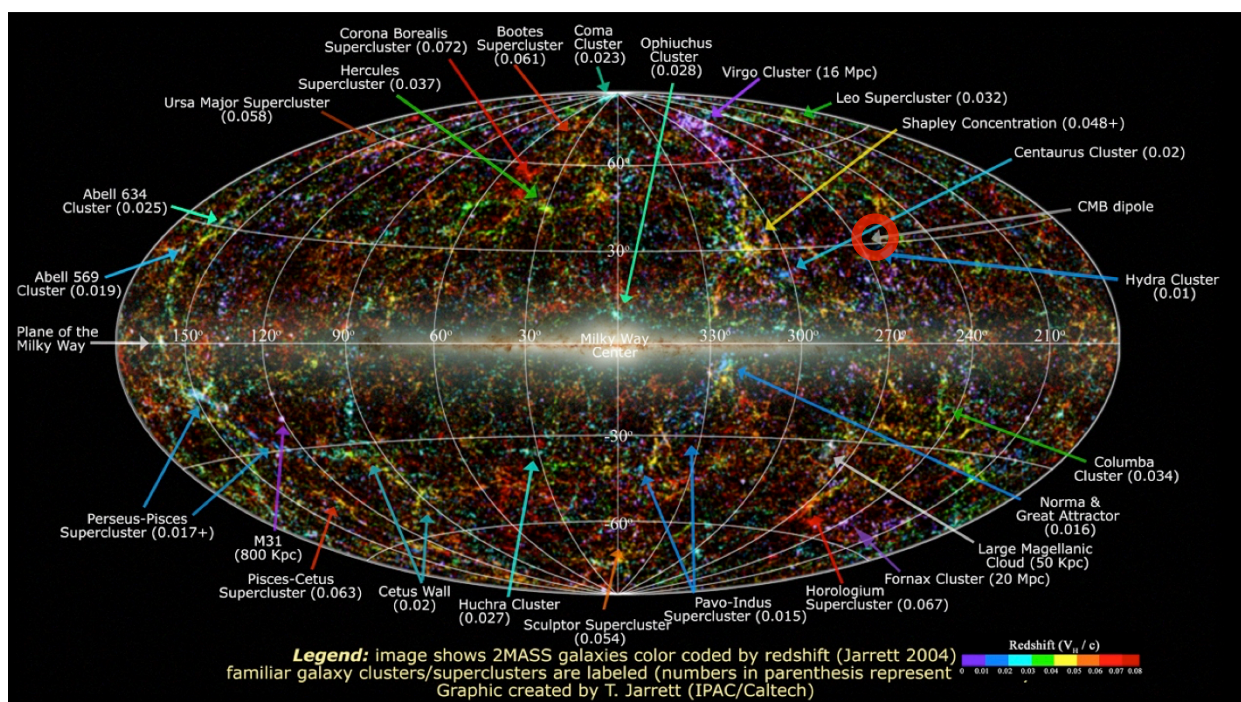 Corona Borealis
Supercluster (0.072)
Bootes
Supercluster
(0.061)
Coma
Cluster
(0.023)
Ophiuchus
Cluster
(0.028)
Virgo Cluster (16 Mpc)
Hercules
Supercluster (0.037)
Leo Supercluster (0.032)
Ursa Major Supercluster
(0.058)
Shapley Concentration (0.048+)
Centaurus Cluster (0.02)
60°
Abell 634
Cluster (0.025)
CMB dipole
30°
Abell 569
Cluster (0.019)
Hydra Cluster
(0.01)
Plane of the
Milky Way
150° 120° 90° 60° 30° 330° 300° 270° 240° 210°
Milky Way
Center
-30°
Columba
Cluster
(0.034)
Norma &
Great Attractor
(0.016)
-60°
Perseus-Pisces
Supercluster (0.017+)
M31
(800 Kpc)
Large Magellanic
Cloud (50 Kpc)
Pisces-Cetus
Supercluster (0.063)
Cetus Wall
(0.02)
Huchra Cluster
(0.027)
Sculptor Supercluster
(0.054)
Pavo-Indus
Supercluster (0.015)
Horologium
Supercluster (0.067)
Fornax Cluster (20 Mpc)
Legend: image shows 2MASS galaxies color coded by redshift (Jarrett 2004)
familiar galaxy clusters/superclusters are labeled (numbers in parenthesis represent
Graphic created by T. Jarrett (IPAC/Caltech)
Redshift (V_H / c)
0 0.01 0.02 0.03 0.04 0.05 0.06 0.07 0.08